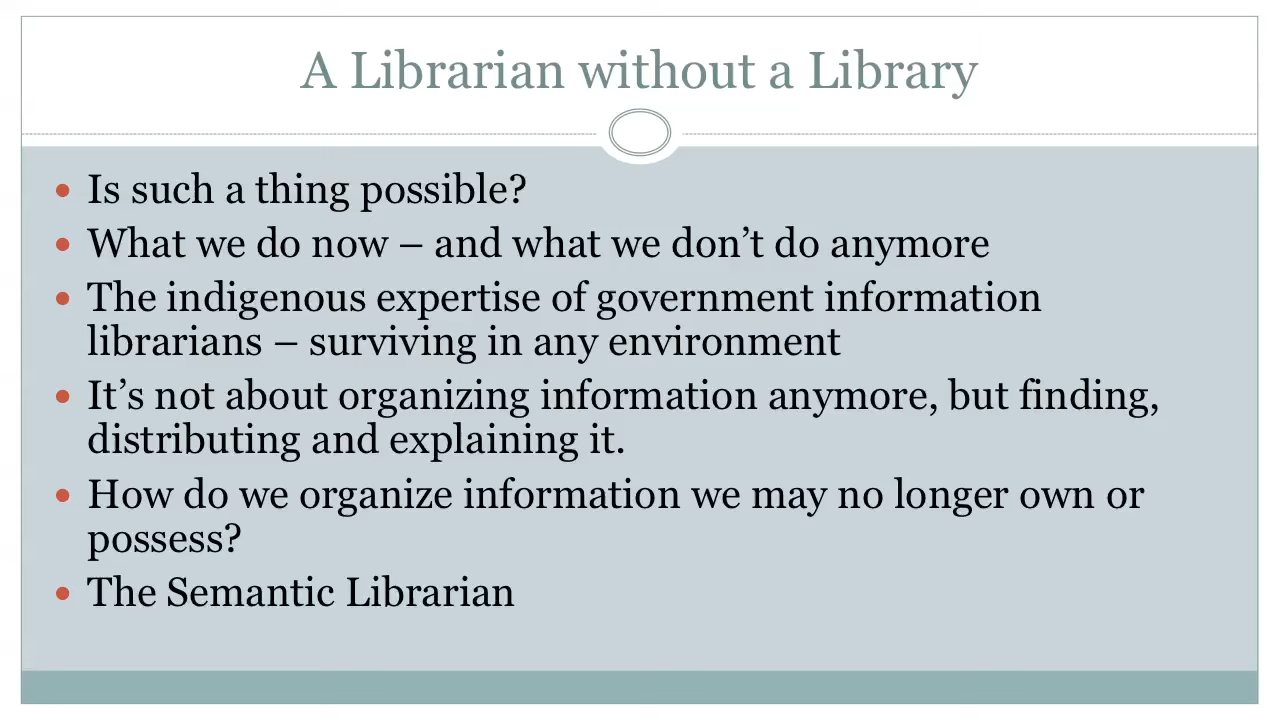 A Librarian without a Library
• Is such a thing possible?
• What we do now – and what we don’t do anymore
• The indigenous expertise of government information
librarians – surviving in any environment
• It’s not about organizing information anymore, but finding,
distributing and explaining it.
• How do we organize information we may no longer own or
possess?
• The Semantic Librarian